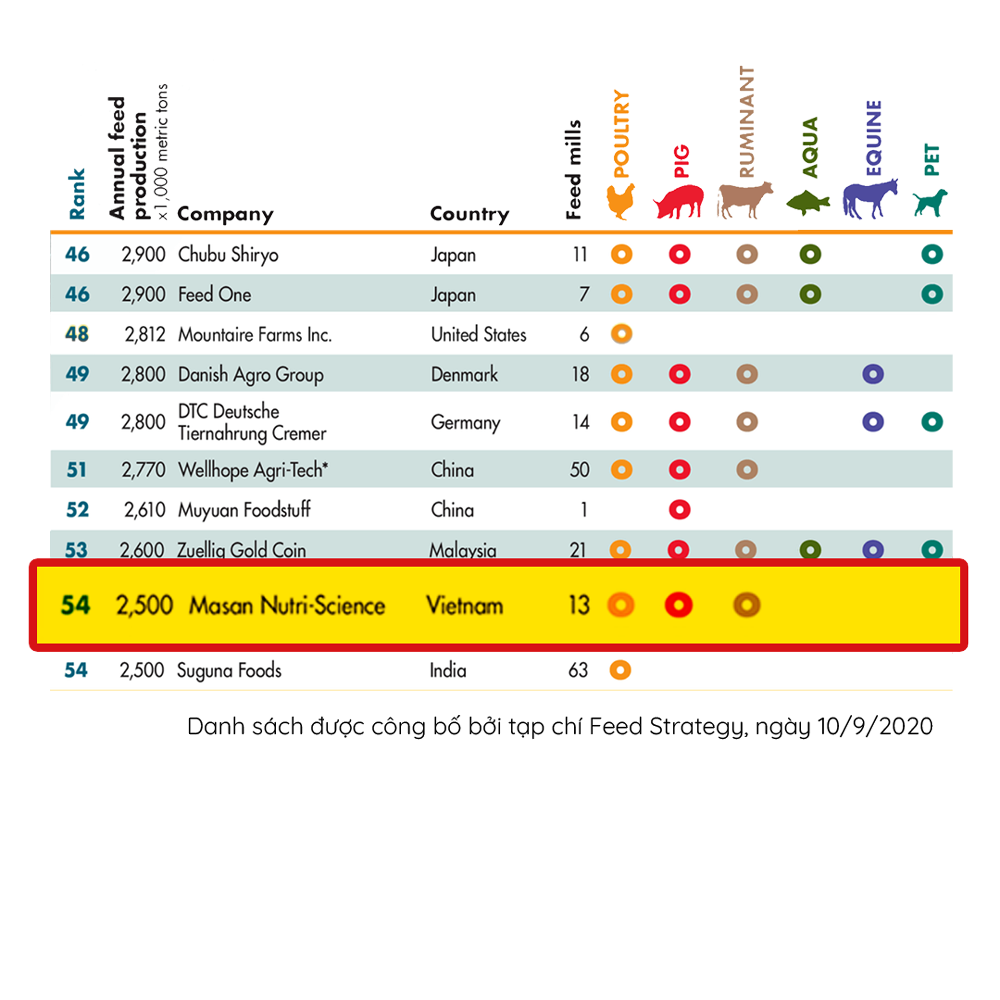 Rank Annual feed production x1,000 metric tons Company Country Feed mills POULTRY PIG RUMINANT AQUA EQUINE PET
46 2,900 Chubu Shiryo Japan 11
46 2,900 Feed One Japan 7
48 2,812 Mountaire Farms Inc. United States 6
49 2,800 Danish Agro Group Denmark 18
49 2,800 DTC Deutsche Tiernahrung Cremer Germany 14
51 2,770 Wellhope Agri-Tech* China 50
52 2,610 Muyuan Foodstuff China 1
53 2,600 Zuellig Gold Coin Malaysia 21
54 2,500 Masan Nutri-Science Vietnam 13
54 2,500 Suguna Foods India 63
Danh sách được công bố bởi tạp chí Feed Strategy, ngày 10/9/2020